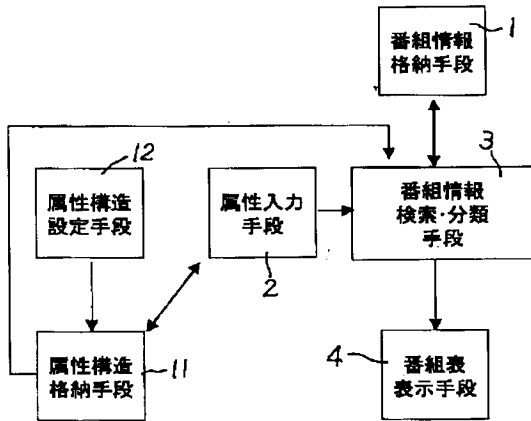 1
番組情報
格納手段
12
3
属性構造
設定手段
属性入力
手段
番組情報
検索・分類
手段
2
属性構造
格納手段
11
4
番組表
表示手段